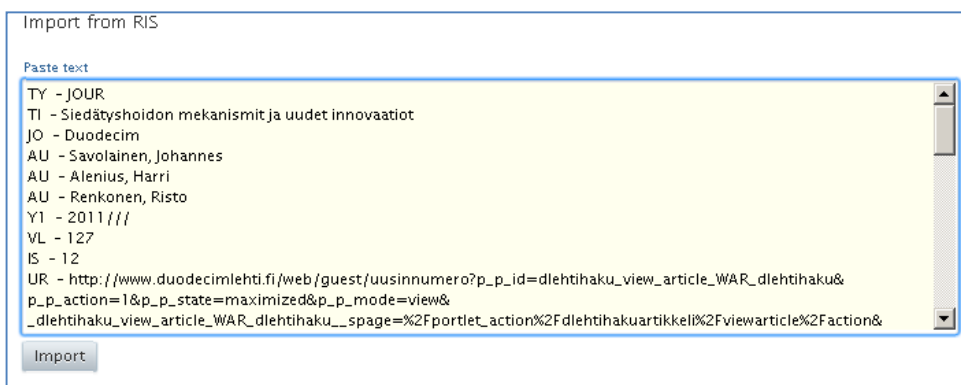 Import from RIS
Paste text
TY - JOUR
TI - Siedätyshoidon mekanismit ja uudet innovaatiot
JO - Duodecim
AU - Savolainen, Johannes
AU - Alenius, Harri
AU - Renkonen, Risto
Y1 - 2011///
VL - 127
IS - 12
UR - http://www.duodecimlehti.fi/web/guest/uusinnumero?p_p_id=dlehtihaku_view_article_WAR_dlehtihaku&
p_p_action=1&p_p_state=maximized&p_p_mode=view&
_dlehtihaku_view_article_WAR_dlehtihaku__spage=%2Fportlet_action%2Fdlehtihakuartikkeli%2Fviewarticle%2Faction&
Import